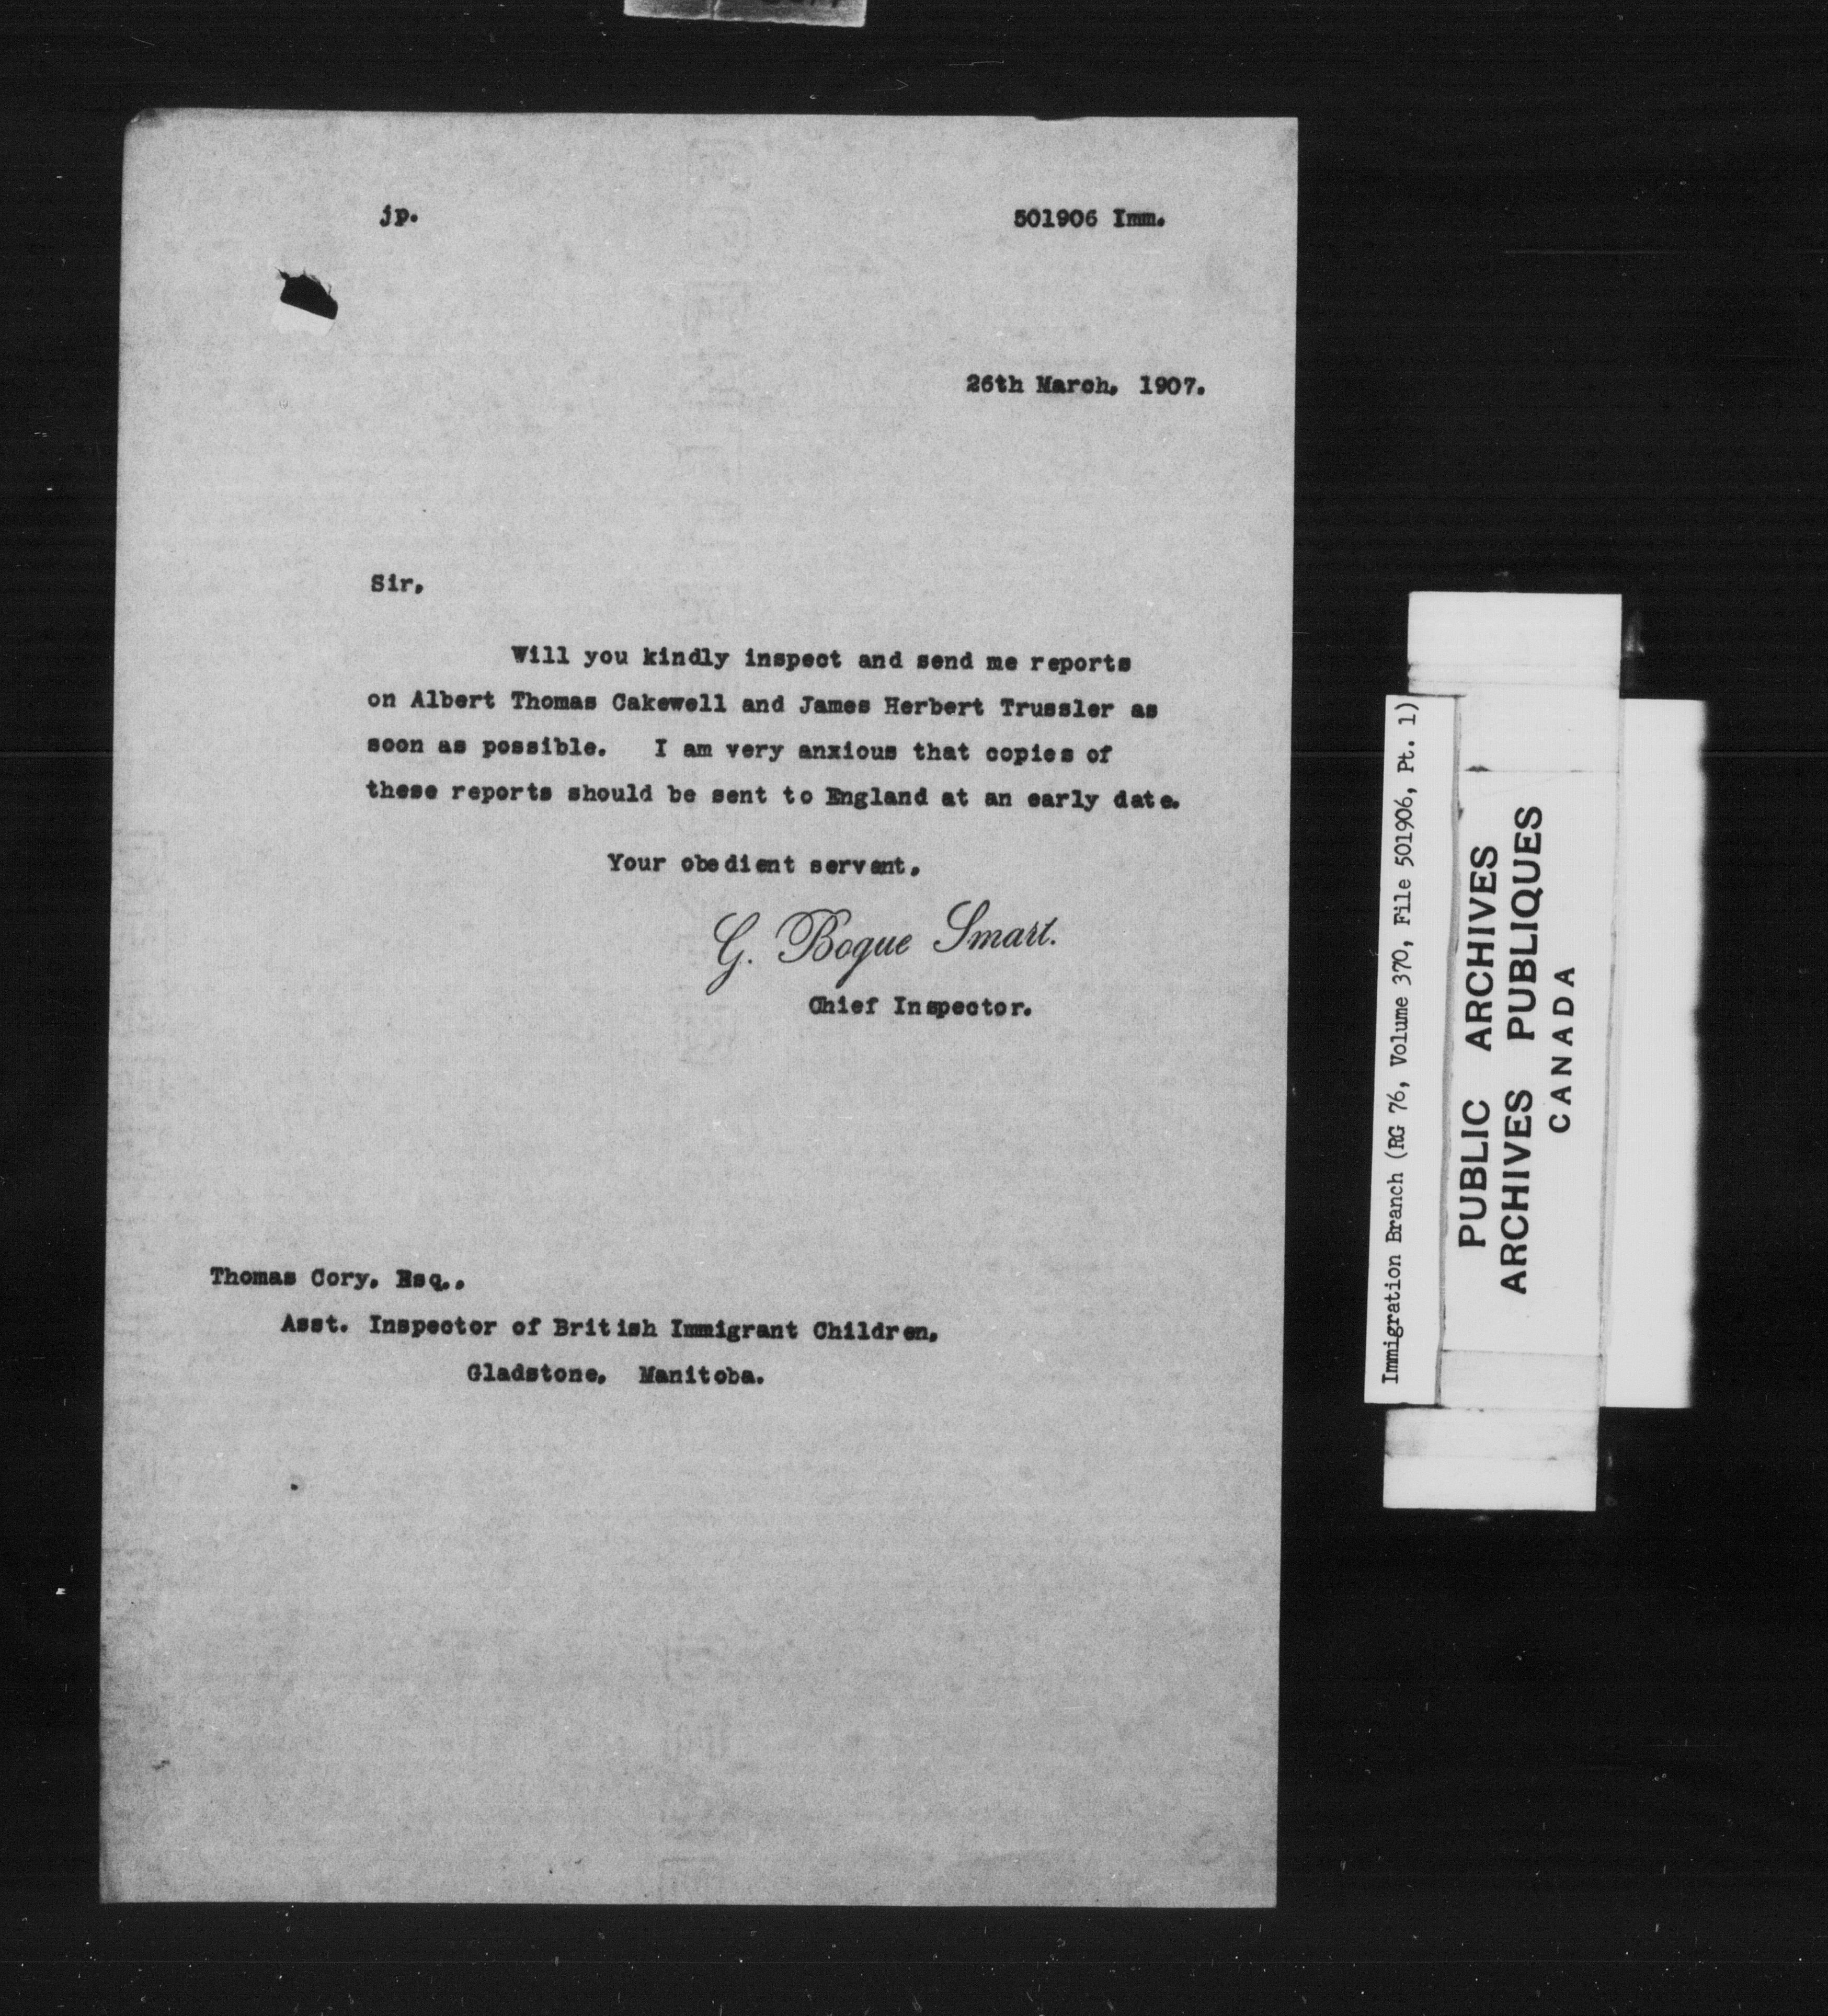 jp.
501906 Imm.
26th March, 1907.
Sir,
Will you kindly inspect and send me reports
on Albert Thomas Cakewell and James Herbert Trussler as
soon as possible. I am very anxious that copies of
these reports should be sent to England at an early date.
Your obedient servant,
G. Bogue Smart.
Chief Inspector.
Thomas Cory, Esq.,
Asst. Inspector of British Immigrant Children,
Gladstone, Manitoba.
Immigration Branch (RG 76, Volume 370, File 501906, Pt. 1)
PUBLIC ARCHIVES
ARCHIVES PUBLIQUES
CANADA